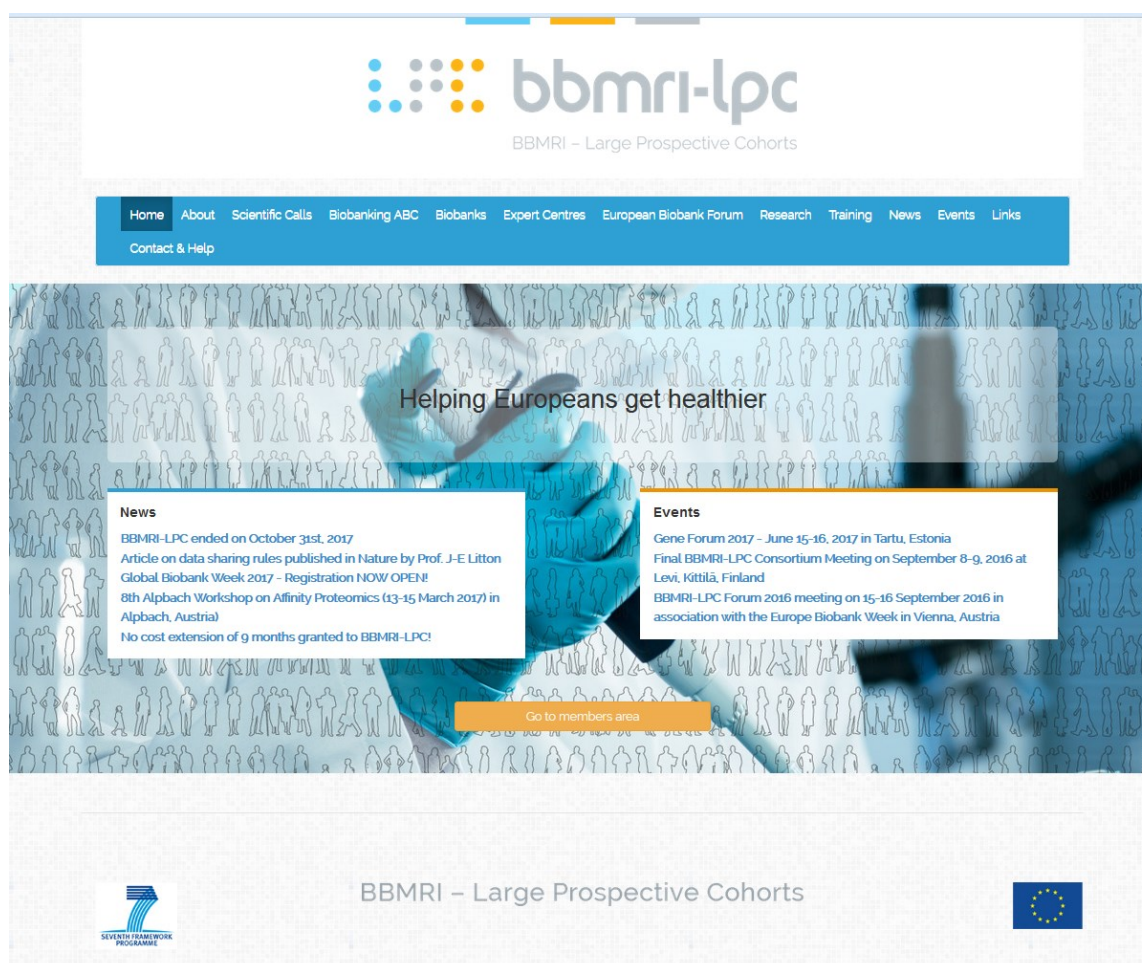 bbmri-lpc
BBMRI – Large Prospective Cohorts
Home About Scientific Calls Biobanking ABC Biobanks Expert Centres European Biobank Forum Research Training News Events Links
Contact & Help
Helping Europeans get healthier
News
BBMRI-LPC ended on October 31st, 2017
Article on data sharing rules published in Nature by Prof. J-E Litton
Global Biobank Week 2017 - Registration NOW OPEN!
8th Alpbach Workshop on Affinity Proteomics (13-15 March 2017) in
Alpbach, Austria)
No cost extension of 9 months granted to BBMRI-LPC!
Events
Gene Forum 2017 - June 15-16, 2017 in Tartu, Estonia
Final BBMRI-LPC Consortium Meeting on September 8-9, 2016 at
Levi, Kittilä, Finland
BBMRI-LPC Forum 2016 meeting on 15-16 September 2016 in
association with the Europe Biobank Week in Vienna, Austria
Go to members area
BBMRI – Large Prospective Cohorts
7
SEVENTH FRAMEWORK
PROGRAMME